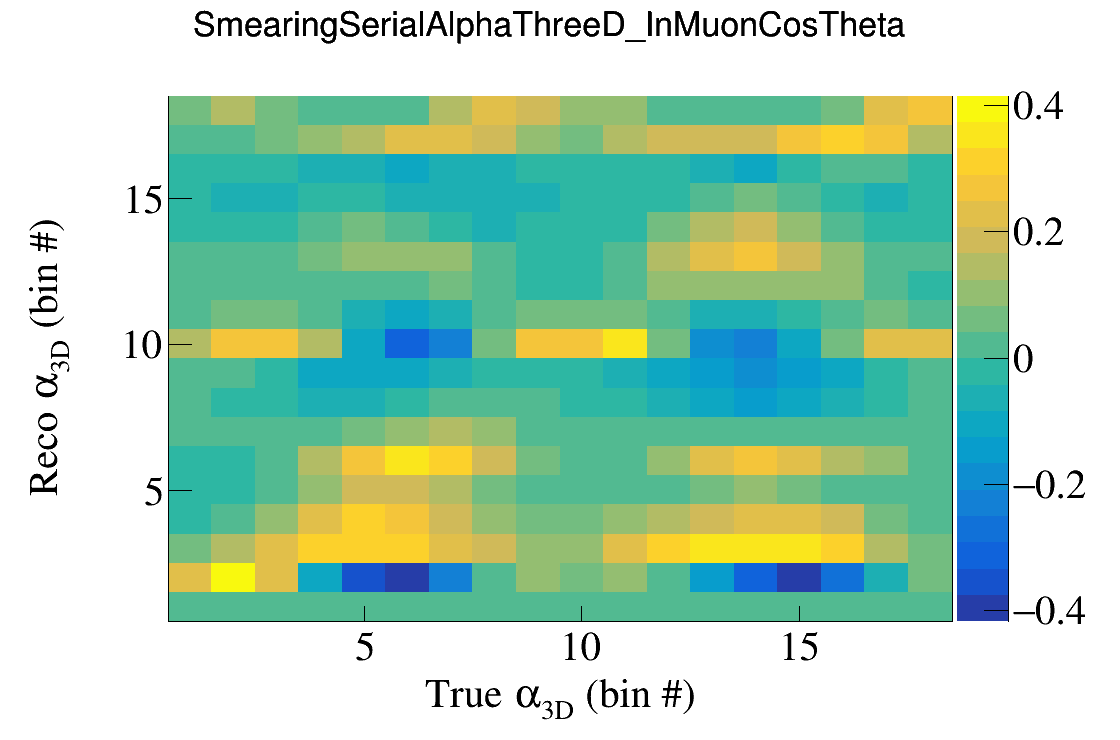 SmearingSerialAlphaThreeD_InMuonCosTheta
0.4
0.2
0
−0.2
−0.4
15
10
5
Reco α3D (bin #)
5 10 15
True α3D (bin #)